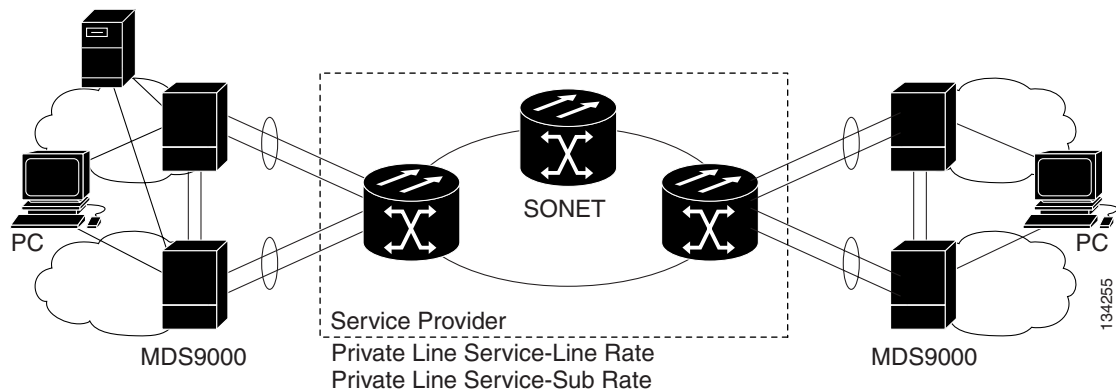 SONET
PC
PC
134255
Service Provider
MDS9000
Private Line Service-Line Rate
MDS9000
Private Line Service-Sub Rate